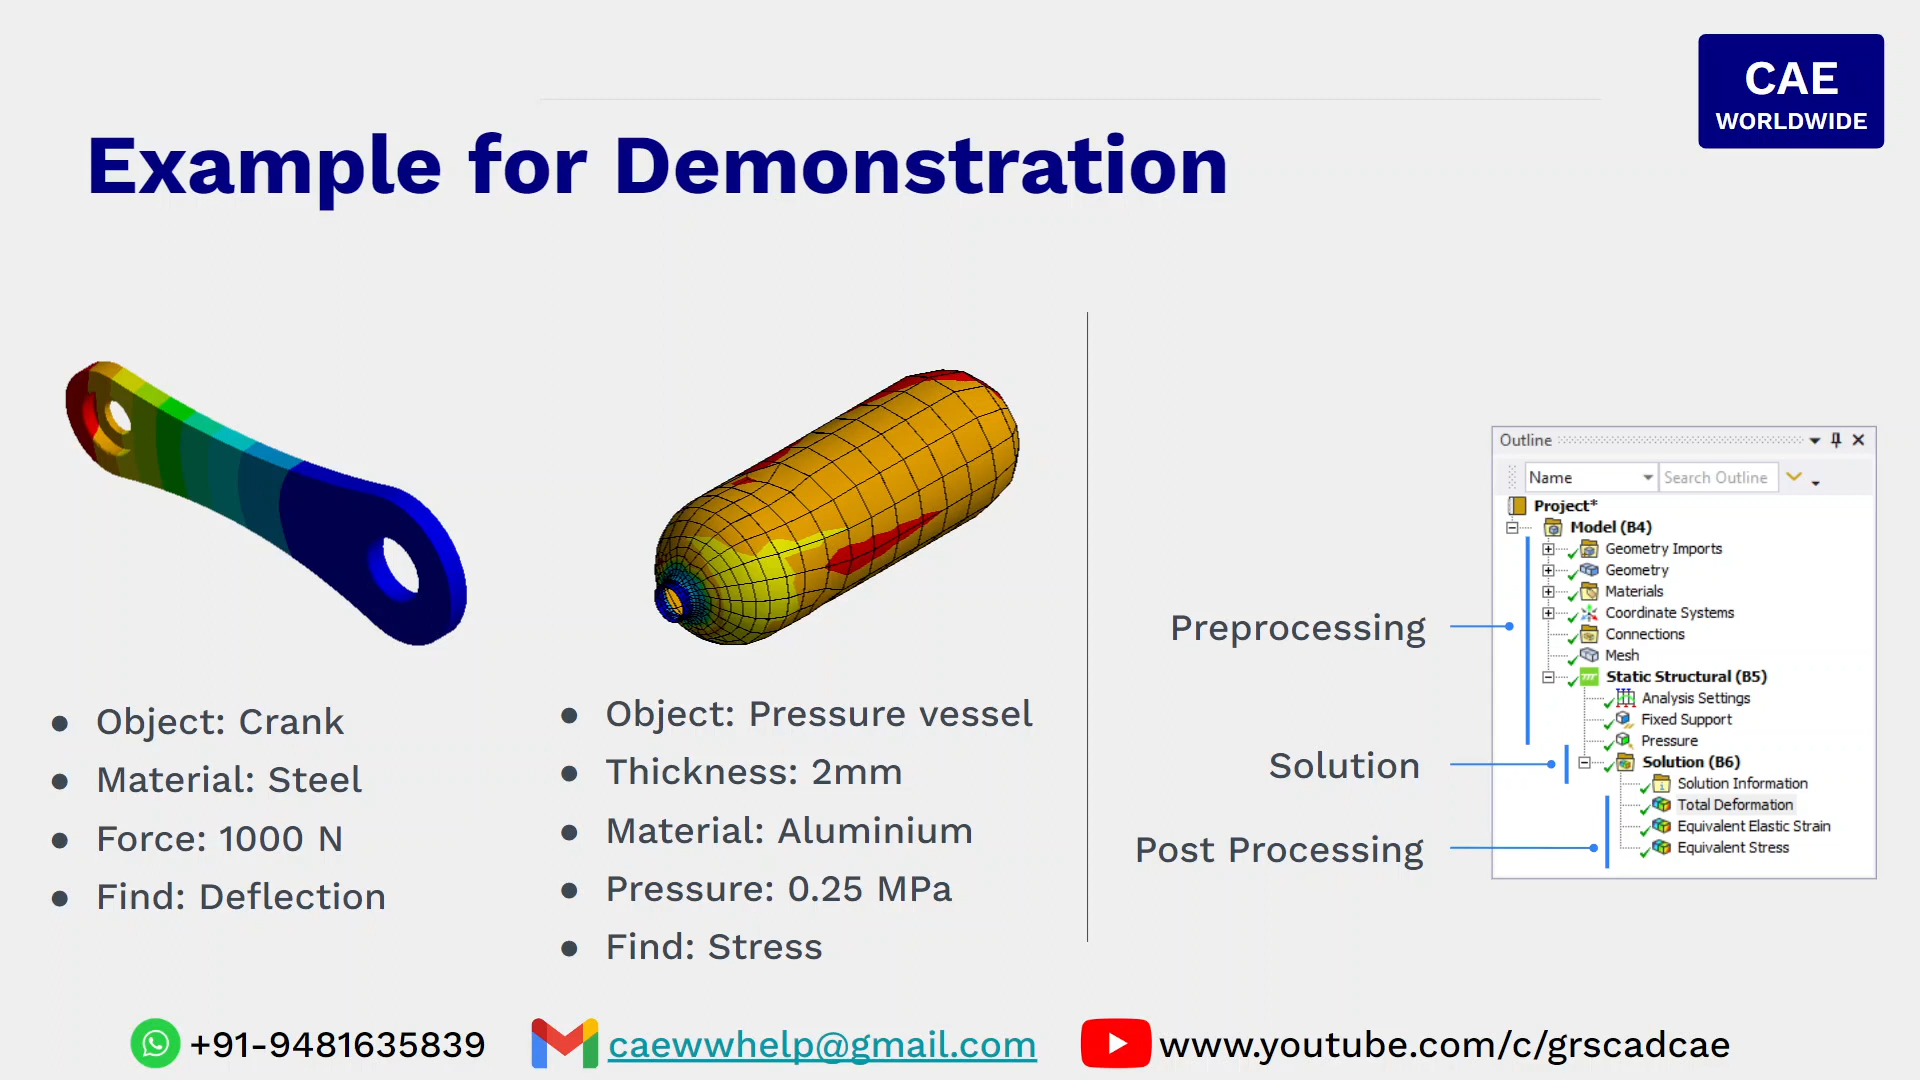 CAE
WORLDWIDE
Example for Demonstration
● Object: Crank
● Material: Steel
● Force: 1000 N
● Find: Deflection
● Object: Pressure vessel
● Thickness: 2mm
● Material: Aluminium
● Pressure: 0.25 MPa
● Find: Stress
Preprocessing
Solution
Post Processing
Outline
Name
Search Outline
Project*
Model (B4)
Geometry Imports
Geometry
Materials
Coordinate Systems
Connections
Mesh
Static Structural (B5)
Analysis Settings
Fixed Support
Pressure
Solution (B6)
Solution Information
Total Deformation
Equivalent Elastic Strain
Equivalent Stress
+91-9481635839
caewwhelp@gmail.com
www.youtube.com/c/grscadcae